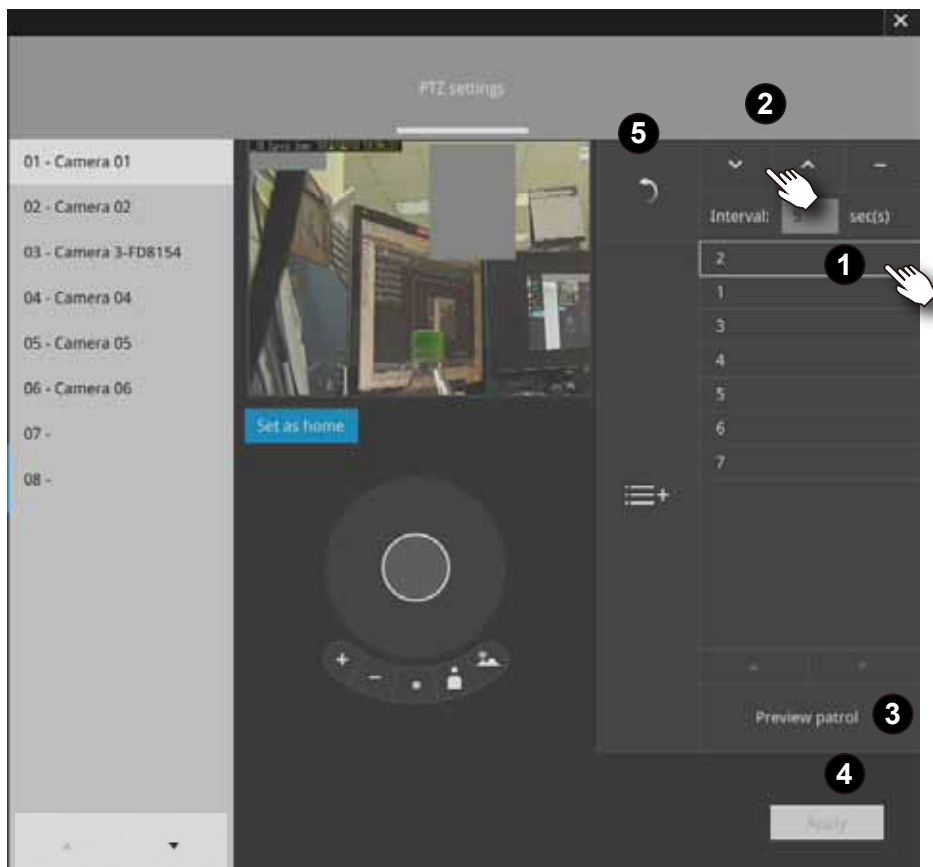 PTZ settings
2
5
01 - Camera 01
02 - Camera 02
03 - Camera 3-FD8154
04 - Camera 04
05 - Camera 05
06 - Camera 06
07 -
08 -
Set as home
Interval: 5 sec(s)
2
1
1
3
4
5
6
7
Preview patrol
3
4
Apply